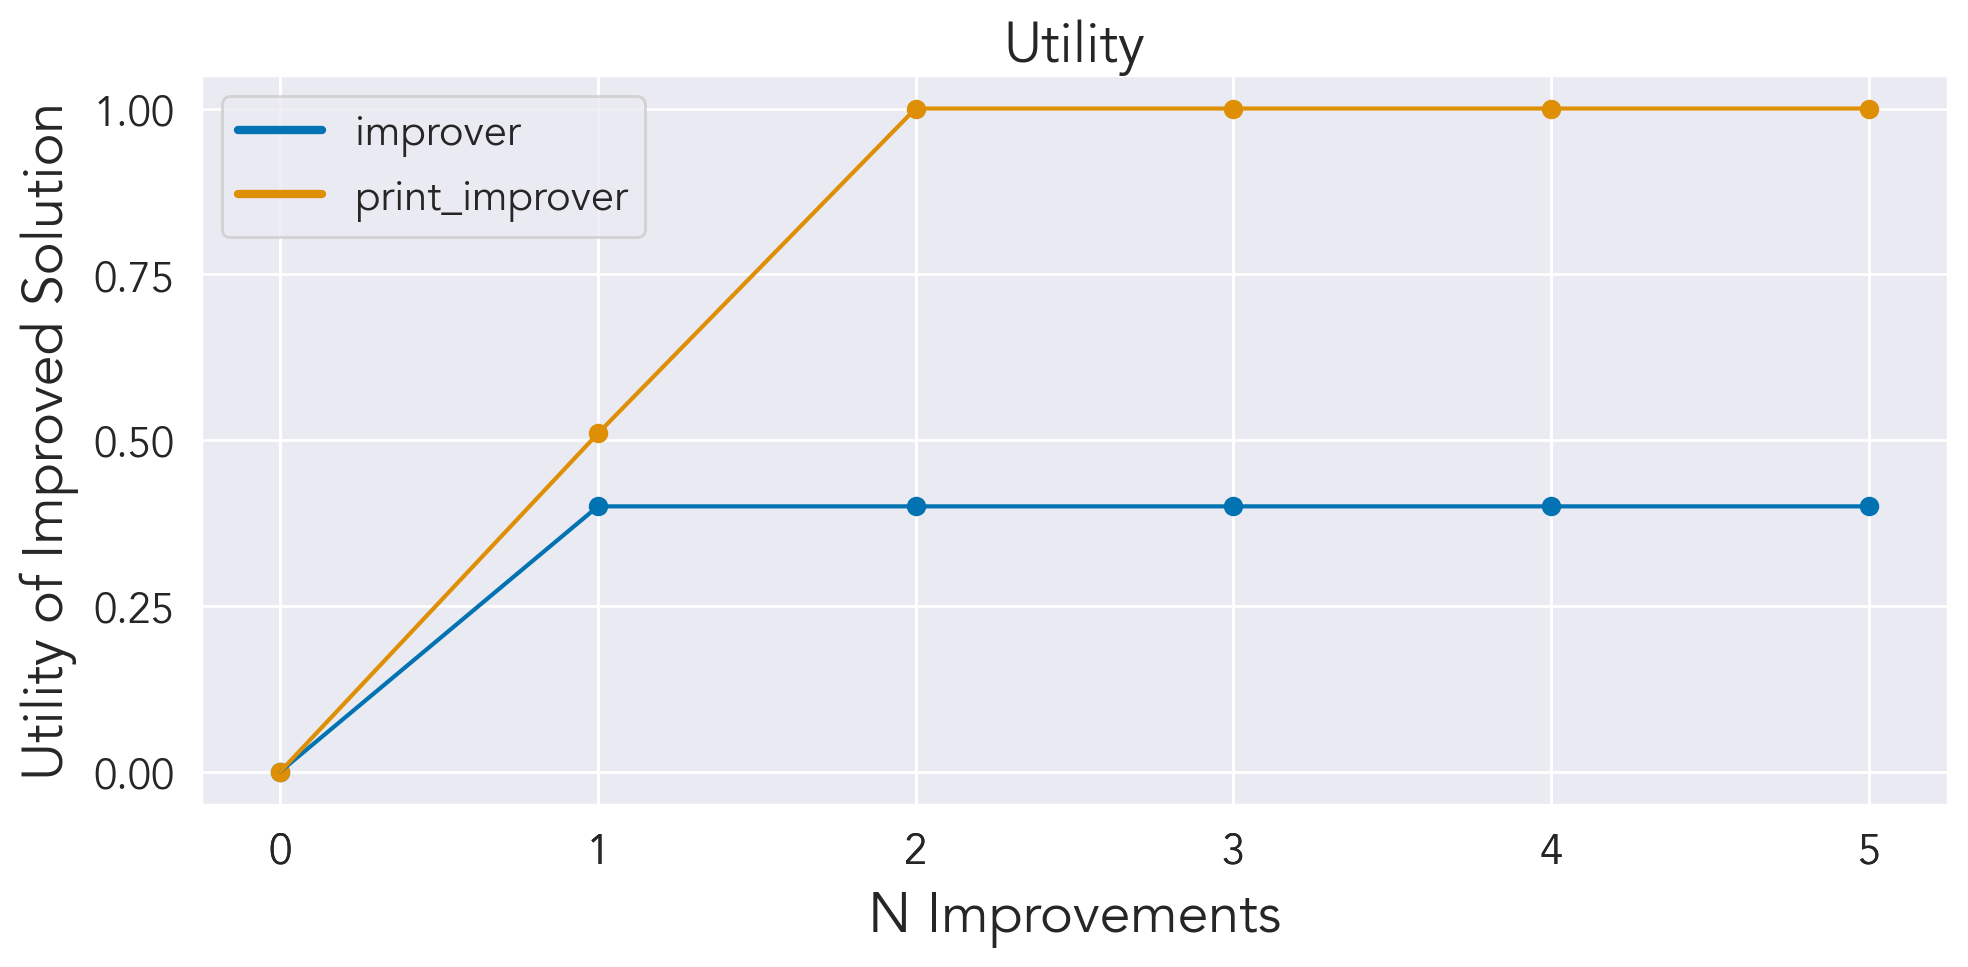 Utility
improver
print_improver
Utility of Improved Solution
1.00
0.75
0.50
0.25
0.00
0 1 2 3 4 5
N Improvements